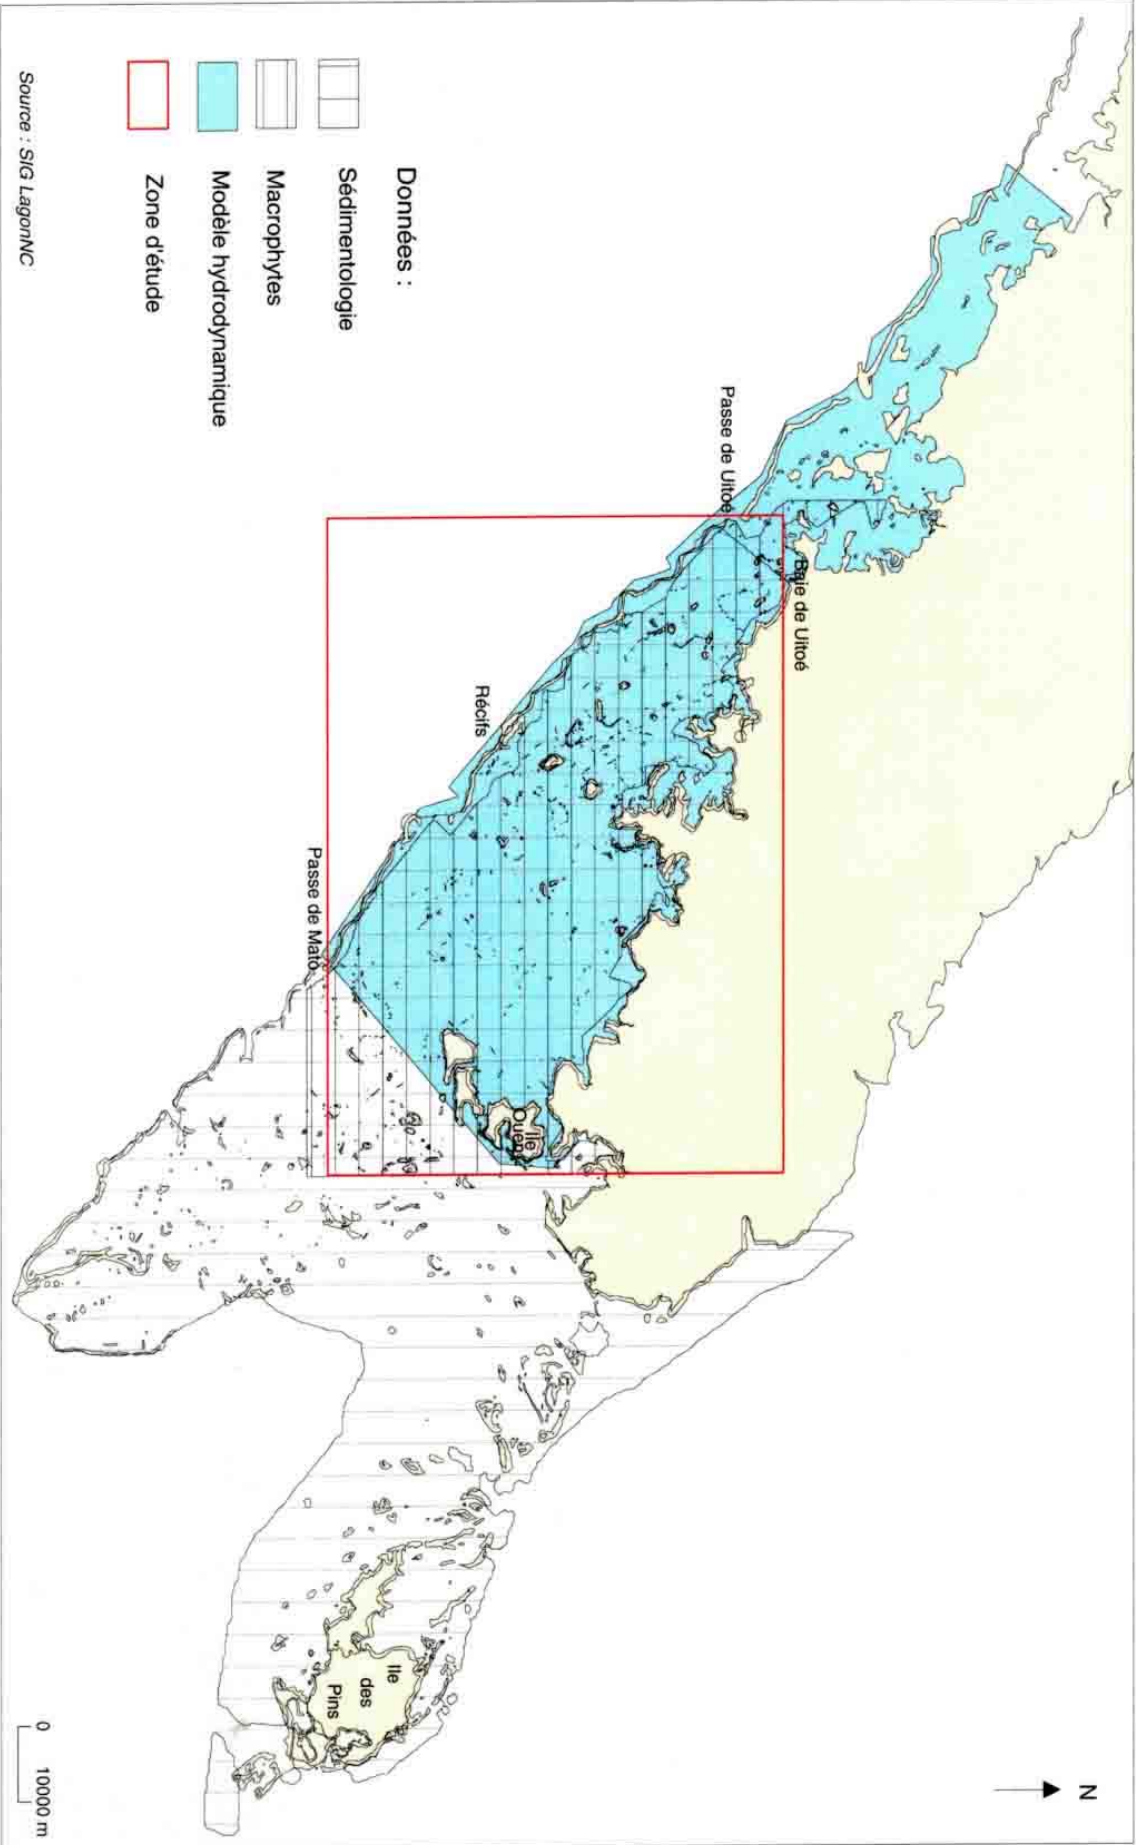 N
Baie de Uitoé
Passe de Uitoé
Récifs
Passe de Mato
Ile
Ouen
Ile
des
Pins
Données :
Sédimentologie
Macrophytes
Modèle hydrodynamique
Zone d'étude
0 10000 m
Source : SIG LagonNC